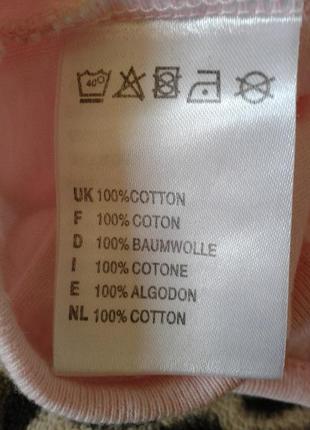 40°
UK 100%COTTON
F 100% COTON
D 100% BAUMWOLLE
I 100% COTONE
E 100% ALGODON
NL 100% COTTON